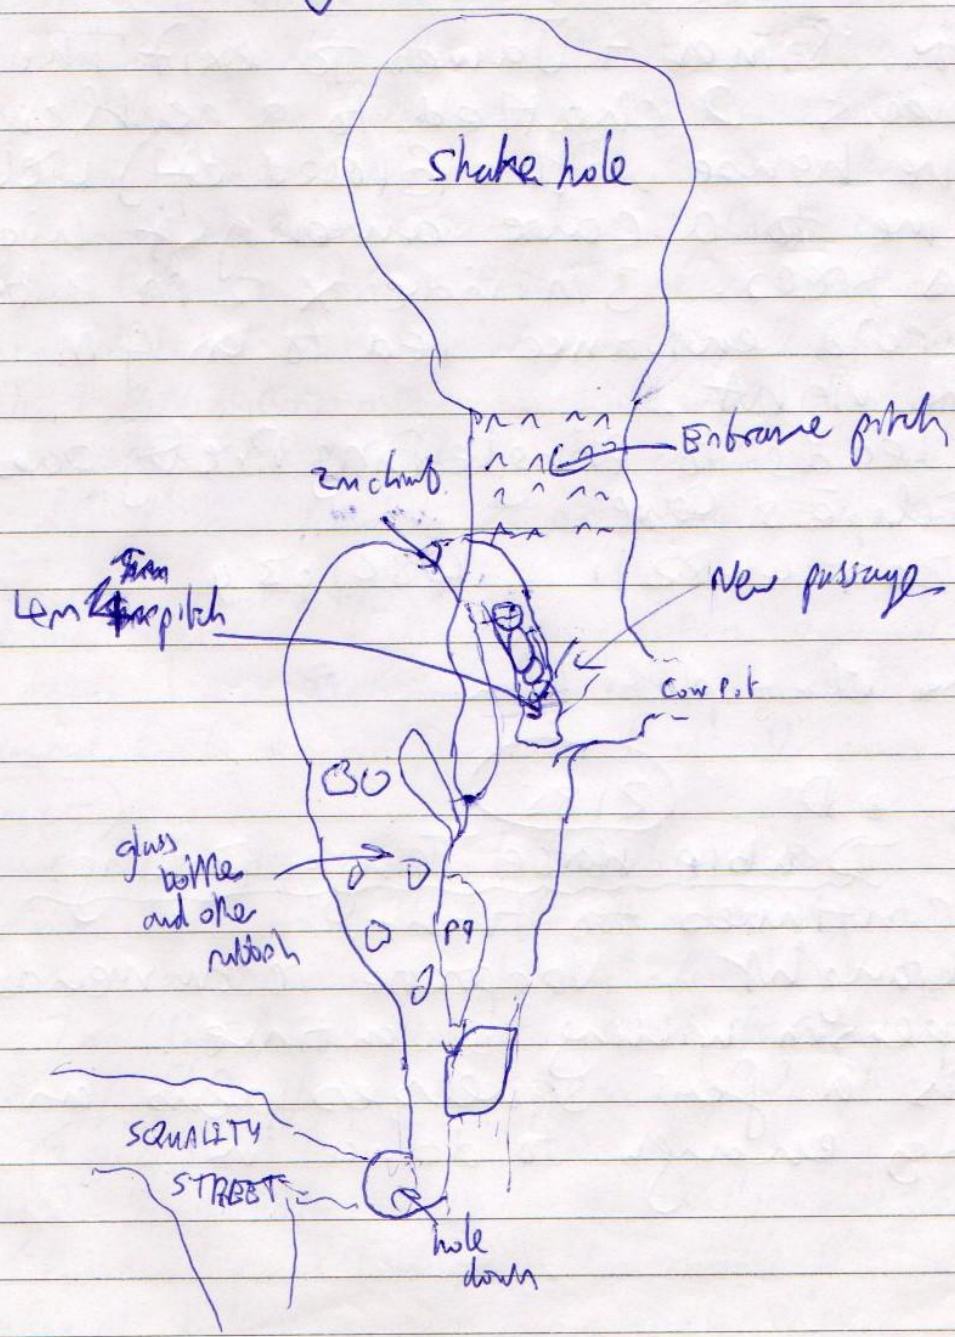 Shake hole
Entrance pitch
2m climb
New passage
pitch
Cow Pot
glass
bottles
and other
rubbish
P9
SQUALITY
STREET
hole
down